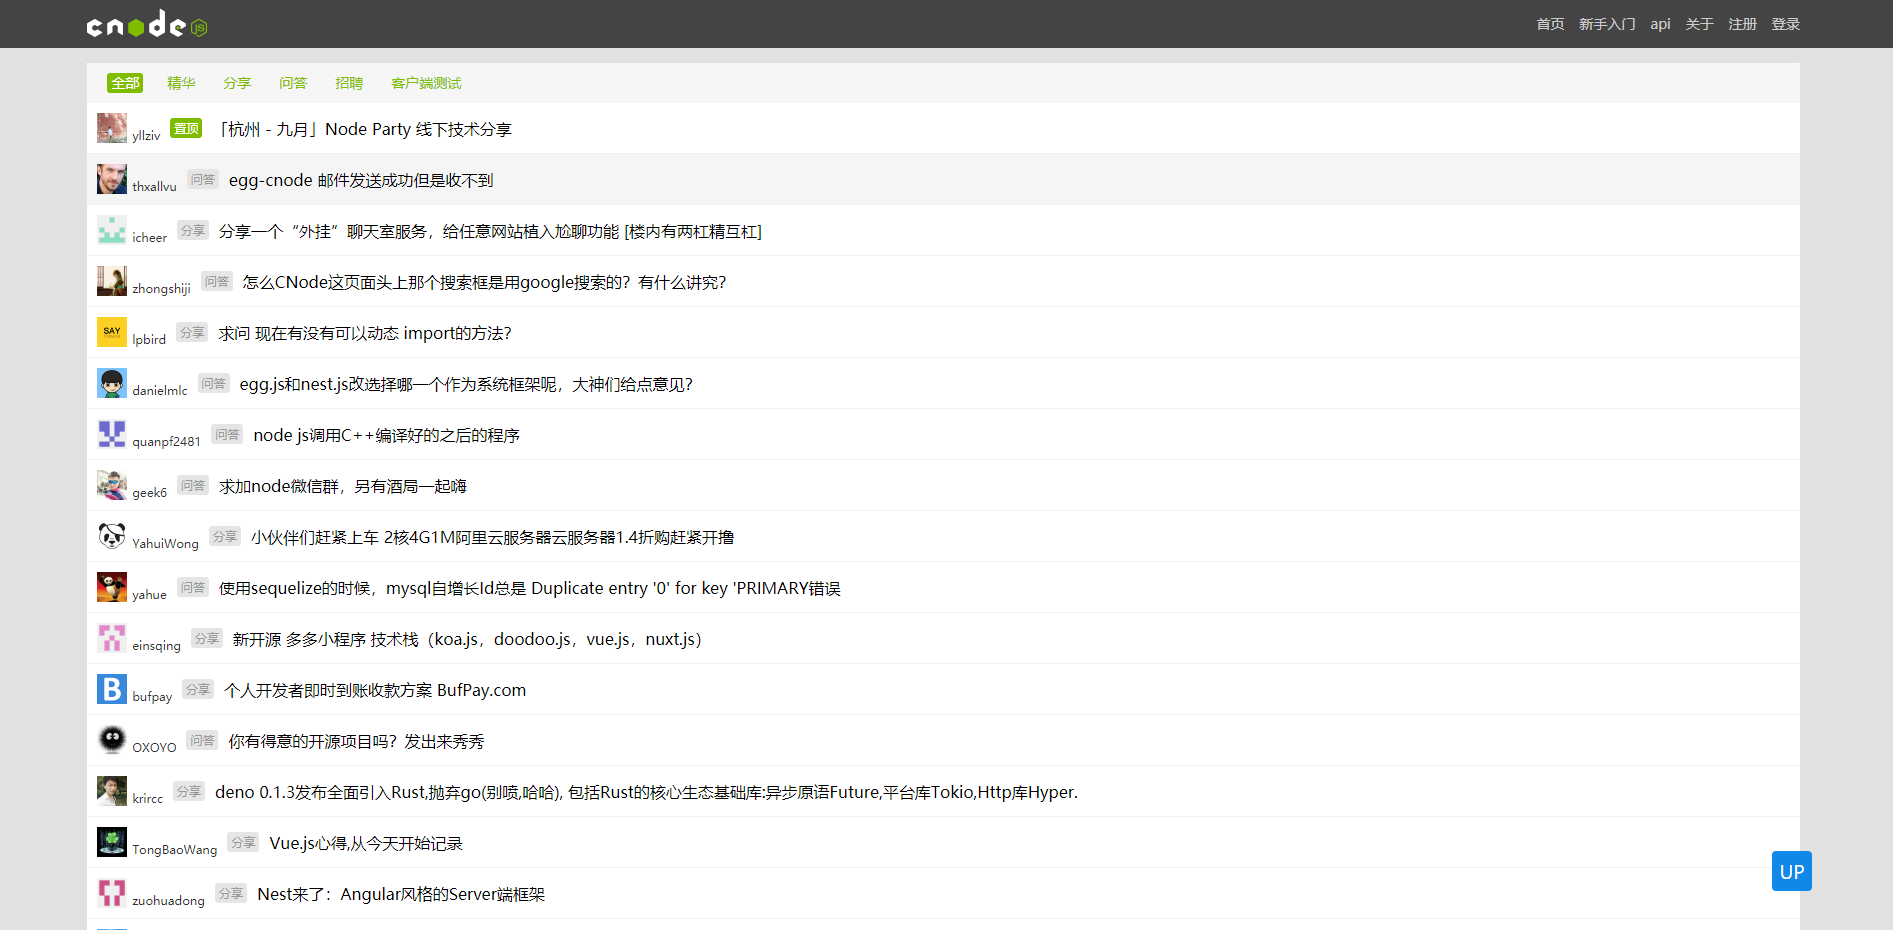 cnode JS
首页 新手入门 api 关于 注册 登录
全部 精华 分享 问答 招聘 客户端测试
yllziv 置顶 「杭州 - 九月」Node Party 线下技术分享
thxallvu 问答 egg-cnode 邮件发送成功但是收不到
icheer 分享 分享一个“外挂”聊天室服务，给任意网站植入尬聊功能 [楼内有两杠精互杠]
zhongshiji 问答 怎么CNode这页面头上那个搜索框是用google搜索的？有什么讲究？
SAY
lpbird 分享 求问 现在有没有可以动态 import的方法？
danielmlc 问答 egg.js和nest.js改选择哪一个作为系统框架呢，大神们给点意见？
quanpf2481 问答 node js调用C++编译好的之后的程序
geek6 问答 求加node微信群，另有酒局一起嗨
YahuiWong 分享 小伙伴们赶紧上车 2核4G1M阿里云服务器云服务器1.4折购赶紧开撸
yahue 问答 使用sequelize的时候，mysql自增长Id总是 Duplicate entry '0' for key 'PRIMARY错误
einsqing 分享 新开源 多多小程序 技术栈（koa.js，doodoo.js，vue.js，nuxt.js）
B bufpay 分享 个人开发者即时到账收款方案 BufPay.com
OXOYO 问答 你有得意的开源项目吗？发出来秀秀
krircc 分享 deno 0.1.3发布全面引入Rust,抛弃go(别喷,哈哈), 包括Rust的核心生态基础库:异步原语Future,平台库Tokio,Http库Hyper.
TongBaoWang 分享 Vue.js心得,从今天开始记录
UP
zuohuadong 分享 Nest来了：Angular风格的Server端框架